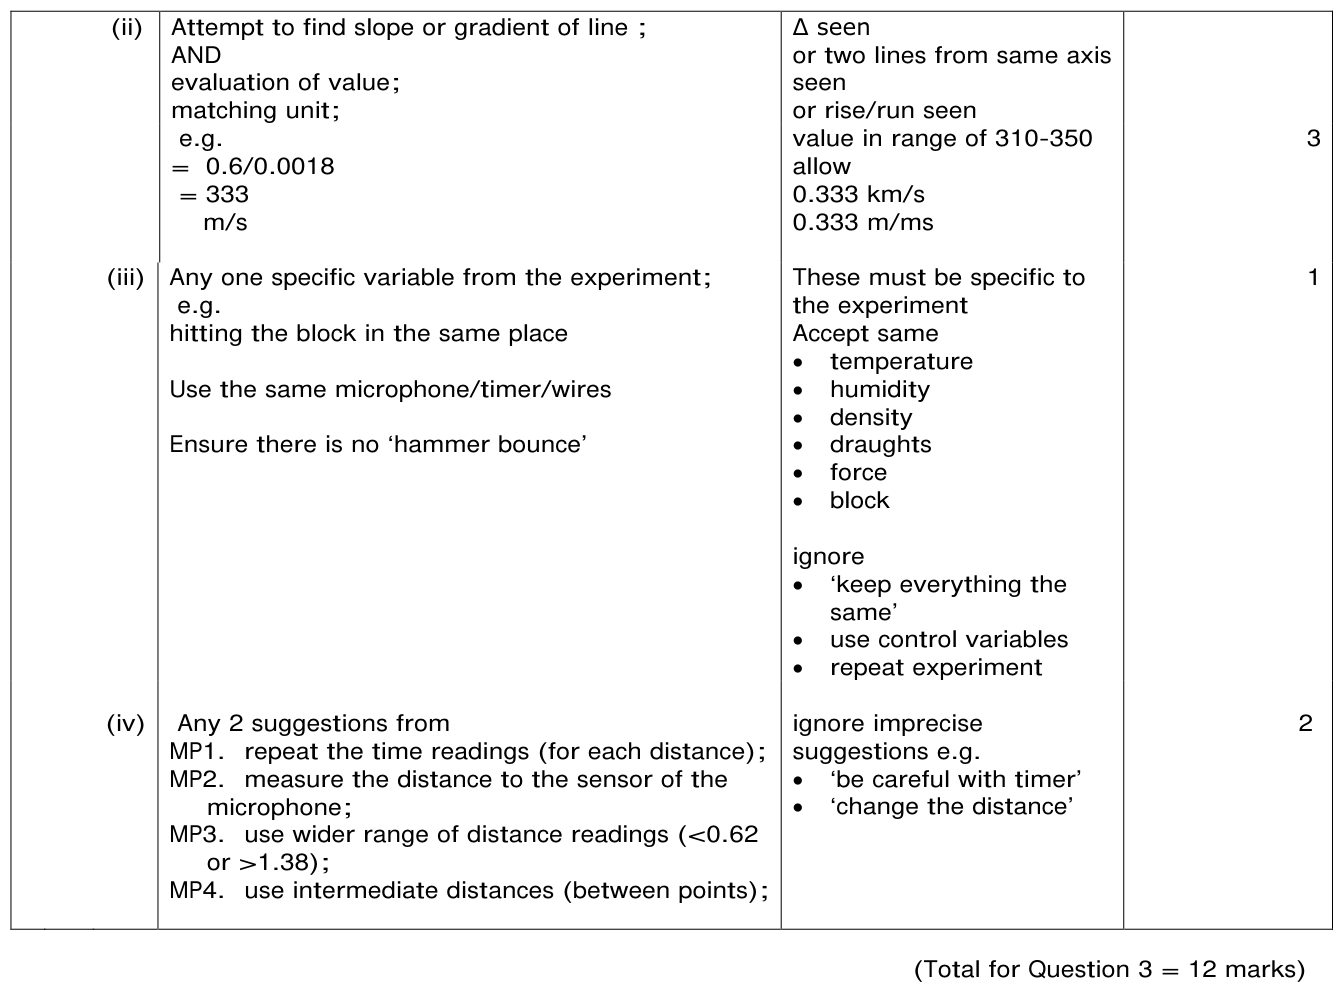 (ii)
Attempt to find slope or gradient of line ;
AND
evaluation of value;
matching unit;
e.g.
= 0.6/0.0018
= 333
m/s
Δ seen
or two lines from same axis
seen
or rise/run seen
value in range of 310-350
allow
0.333 km/s
0.333 m/ms
3
(iii)
Any one specific variable from the experiment;
e.g.
hitting the block in the same place
Use the same microphone/timer/wires
Ensure there is no ‘hammer bounce’
These must be specific to
the experiment
Accept same
• temperature
• humidity
• density
• draughts
• force
• block
ignore
• ‘keep everything the
same’
• use control variables
• repeat experiment
1
(iv)
Any 2 suggestions from
MP1. repeat the time readings (for each distance);
MP2. measure the distance to the sensor of the
microphone;
MP3. use wider range of distance readings (<0.62
or >1.38);
MP4. use intermediate distances (between points);
ignore imprecise
suggestions e.g.
• ‘be careful with timer’
• ‘change the distance’
2
(Total for Question 3 = 12 marks)